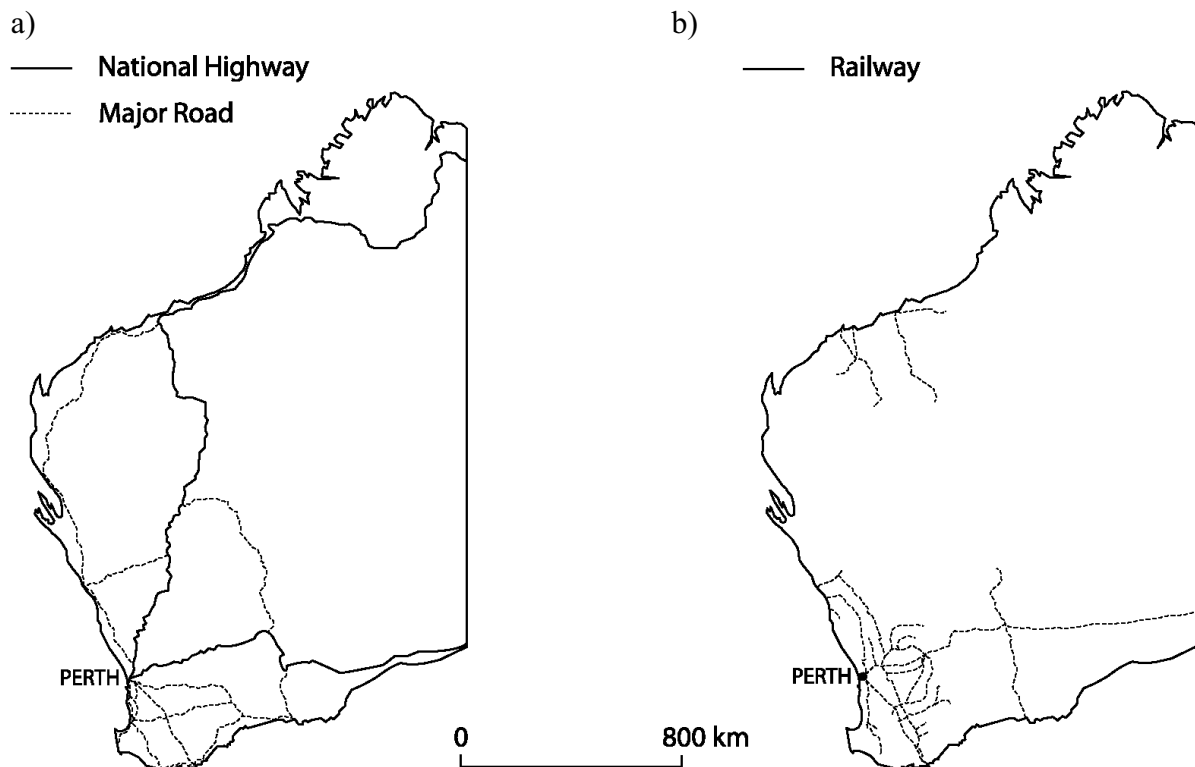 a)
National Highway
Major Road
PERTH
b)
Railway
PERTH
0 800 km